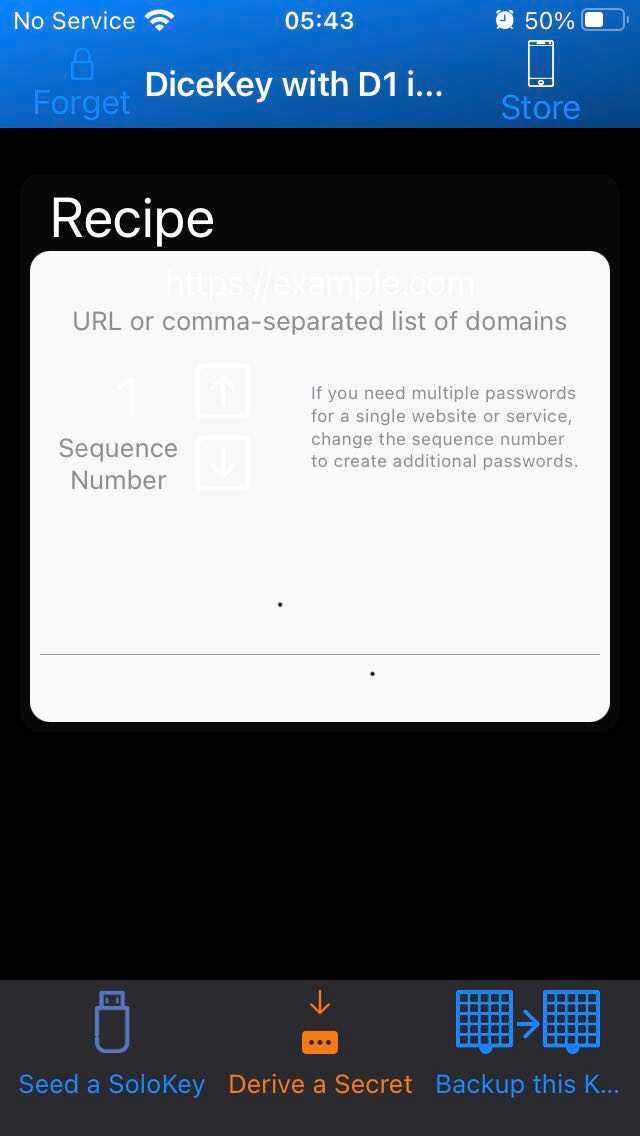 No Service 05:43 50%
Forget DiceKey with D1 i... Store
Recipe
https://example.com
URL or comma-separated list of domains
1
Sequence
Number
If you need multiple passwords
for a single website or service,
change the sequence number
to create additional passwords.
Seed a SoloKey Derive a Secret Backup this K...